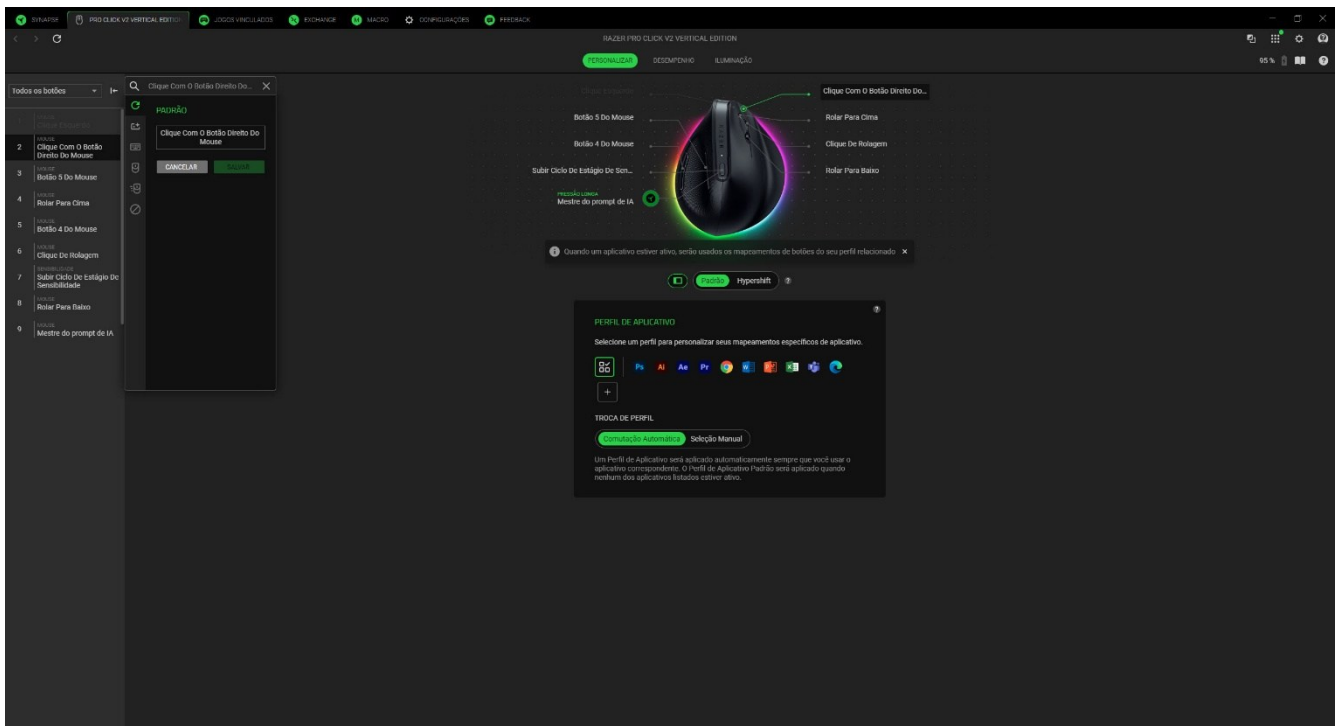 SYNAPSE
PRO CLICK V2 VERTICAL EDITION
JOGOS VINCULADOS
EXCHANGE
MACRO
CONFIGURAÇÕES
FEEDBACK
RAZER PRO CLICK V2 VERTICAL EDITION
PERSONALIZAR
DESEMPENHO
ILUMINAÇÃO
95 %
Todos os botões
2
MOUSE
Clique Com O Botão
Direito Do Mouse
3
MOUSE
Botão 5 Do Mouse
4
MOUSE
Rolar Para Cima
5
MOUSE
Botão 4 Do Mouse
6
MOUSE
Clique De Rolagem
7
SENSIBILIDADE
Subir Ciclo De Estágio De
Sensibilidade
8
MOUSE
Rolar Para Baixo
9
MOUSE
Mestre do prompt de IA
Clique Com O Botão Direito Do...
PADRÃO
Clique Com O Botão Direito Do
Mouse
CANCELAR
SALVAR
Botão 5 Do Mouse
Botão 4 Do Mouse
Subir Ciclo De Estágio De Sen...
PRESSÃO LONGA
Mestre do prompt de IA
Clique Com O Botão Direito Do...
Rolar Para Cima
Clique De Rolagem
Rolar Para Baixo
Quando um aplicativo estiver ativo, serão usados os mapeamentos de botões do seu perfil relacionado
Padrão
Hypershift
PERFIL DE APLICATIVO
Selecione um perfil para personalizar seus mapeamentos específicos de aplicativo.
Ps
Ai
Ae
Pr
TROCA DE PERFIL
Comutação Automática
Seleção Manual
Um Perfil de Aplicativo será aplicado automaticamente sempre que você usar o
aplicativo correspondente. O Perfil de Aplicativo Padrão será aplicado quando
nenhum dos aplicativos listados estiver ativo.